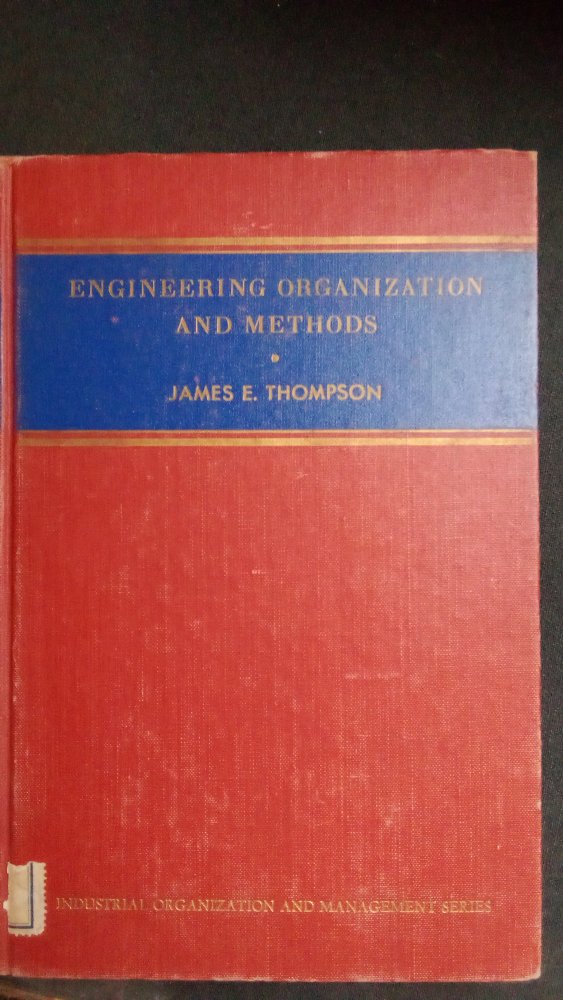 ENGINEERING ORGANIZATION
AND METHODS
JAMES E. THOMPSON
INDUSTRIAL ORGANIZATION AND MANAGEMENT SERIES